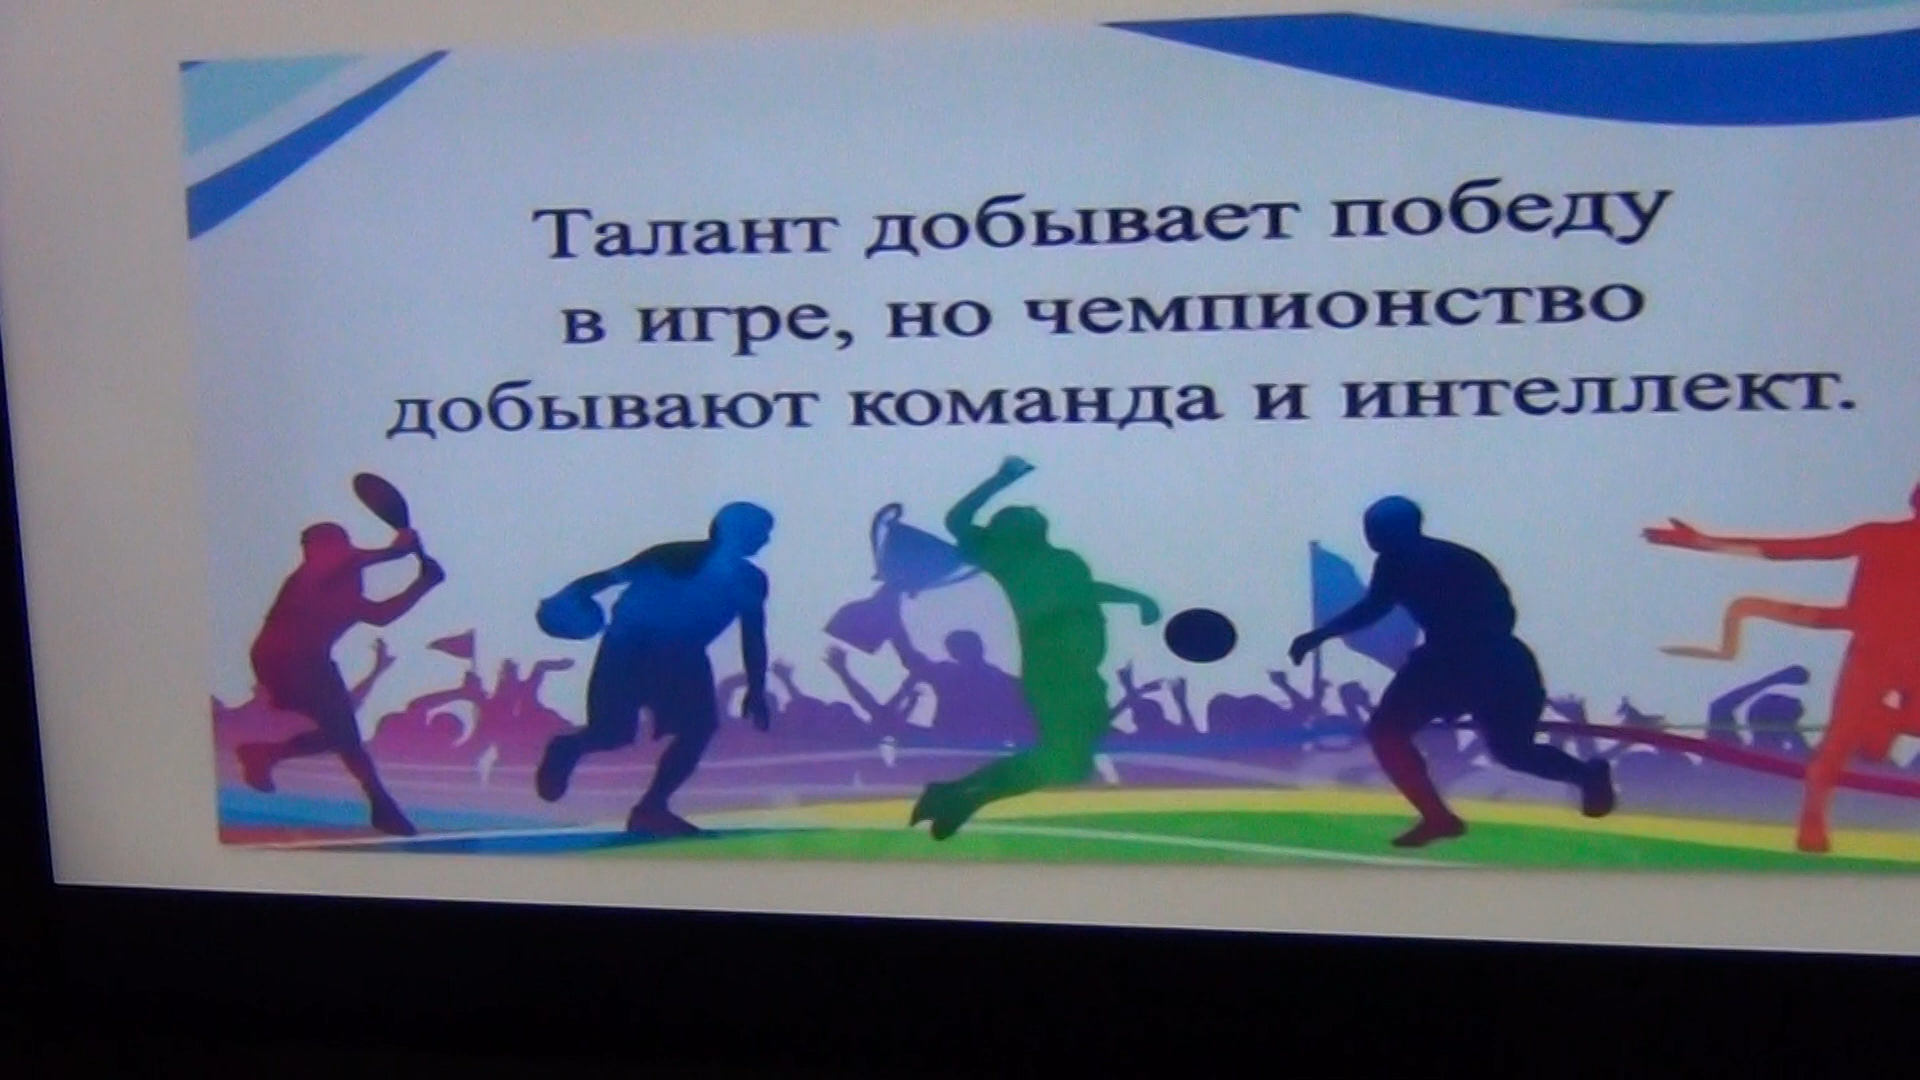 Талант добывает победу
в игре, но чемпионство
добывают команда и интеллект.